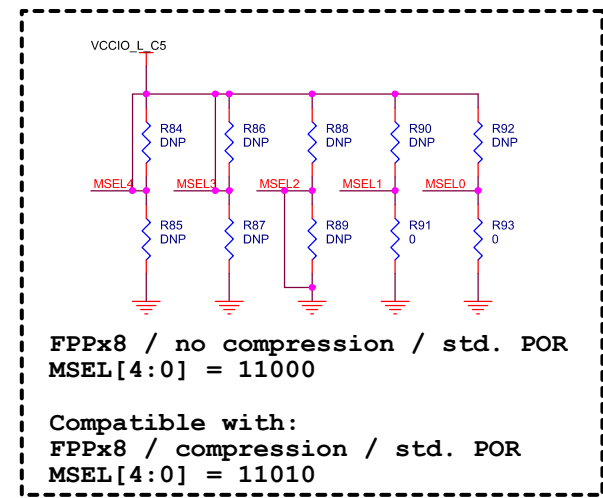 VCCIO_L_C5
R84 R86 R88 R90 R92
DNP DNP DNP DNP DNP
MSEL4 MSEL3 MSEL2 MSEL1 MSEL0
R85 R87 R89 R91 R93
DNP DNP DNP 0 0
FPPx8 / no compression / std. POR
MSEL[4:0] = 11000
Compatible with:
FPPx8 / compression / std. POR
MSEL[4:0] = 11010